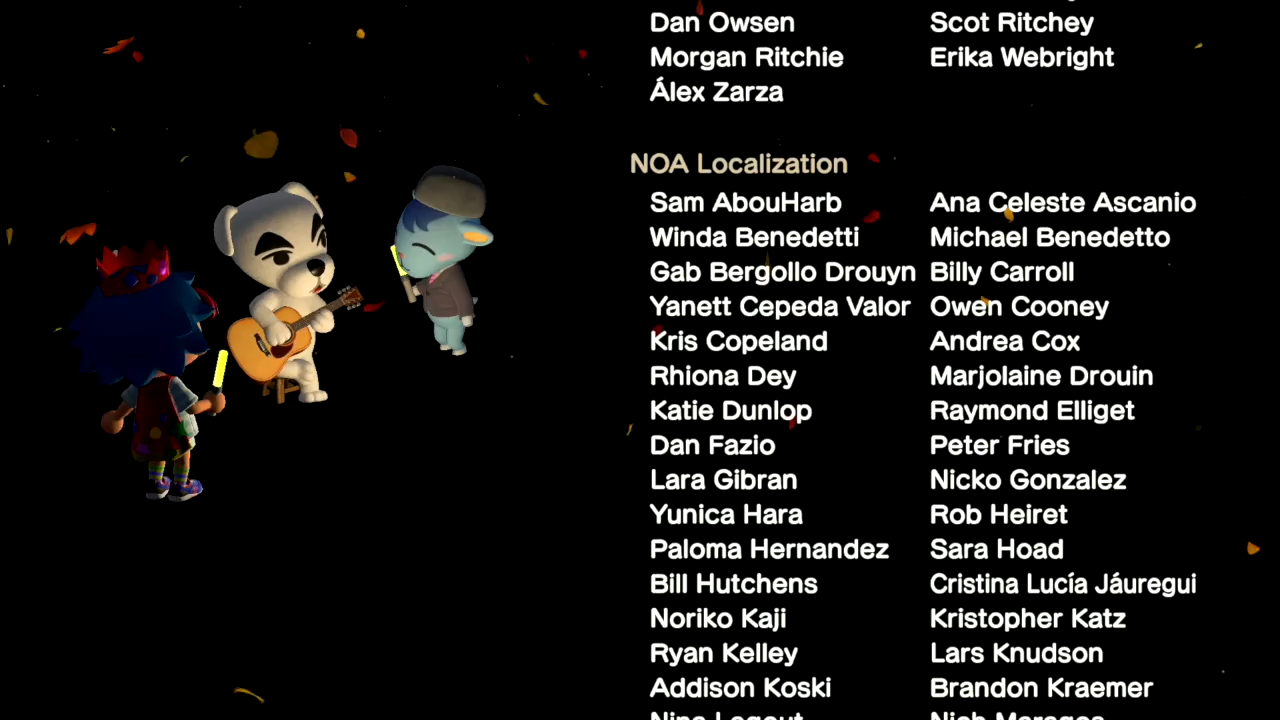 Dan Owsen Scot Ritchey
Morgan Ritchie Erika Webright
Álex Zarza
NOA Localization
Sam AbouHarb Ana Celeste Ascanio
Winda Benedetti Michael Benedetto
Gab Bergollo Drouyn Billy Carroll
Yanett Cepeda Valor Owen Cooney
Kris Copeland Andrea Cox
Rhiona Dey Marjolaine Drouin
Katie Dunlop Raymond Elliget
Dan Fazio Peter Fries
Lara Gibran Nicko Gonzalez
Yunica Hara Rob Heiret
Paloma Hernandez Sara Hoad
Bill Hutchens Cristina Lucía Jáuregui
Noriko Kaji Kristopher Katz
Ryan Kelley Lars Knudson
Addison Koski Brandon Kraemer